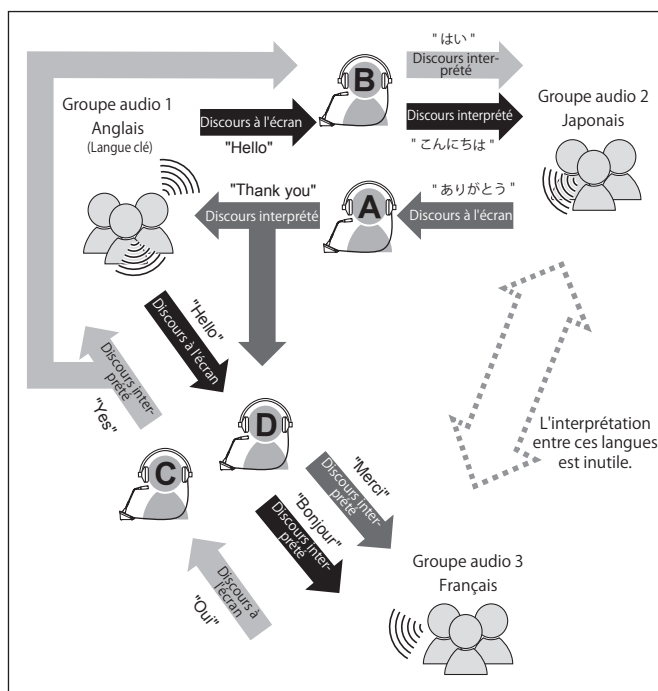 " はい "
Discours inter-
prété
B
Groupe audio 1
Anglais
(Langue clé)
Discours à l'écran
"Hello"
Discours interprété
" こんにちは "
Groupe audio 2
Japonais
"Thank you"
Discours interprété
A
" ありがとう "
Discours à l'écran
"Hello"
Discours à l'écran
Discours inter-
prété
"Yes"
D
C
L'interprétation
entre ces langues
est inutile.
"Merci"
Discours inter-
prété
"Bonjour"
Discours inter-
prété
Discours à
l'écran
"Oui"
Groupe audio 3
Français